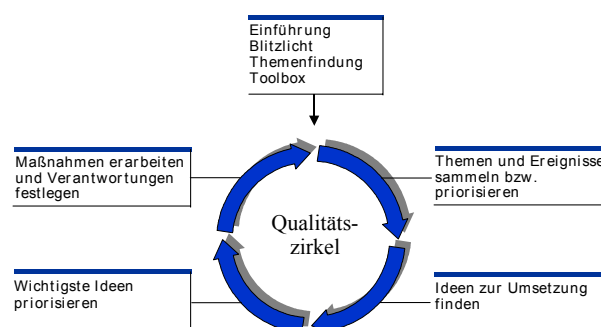 Einführung
Blitzlicht
Themenfindung
Toolbox
Maßnahmen erarbeiten
und Verantwortungen
festlegen
Themen und Ereignisse
sammeln bzw.
priorisieren
Qualitäts-
zirkel
Wichtigste Ideen
priorisieren
Ideen zur Umsetzung
finden